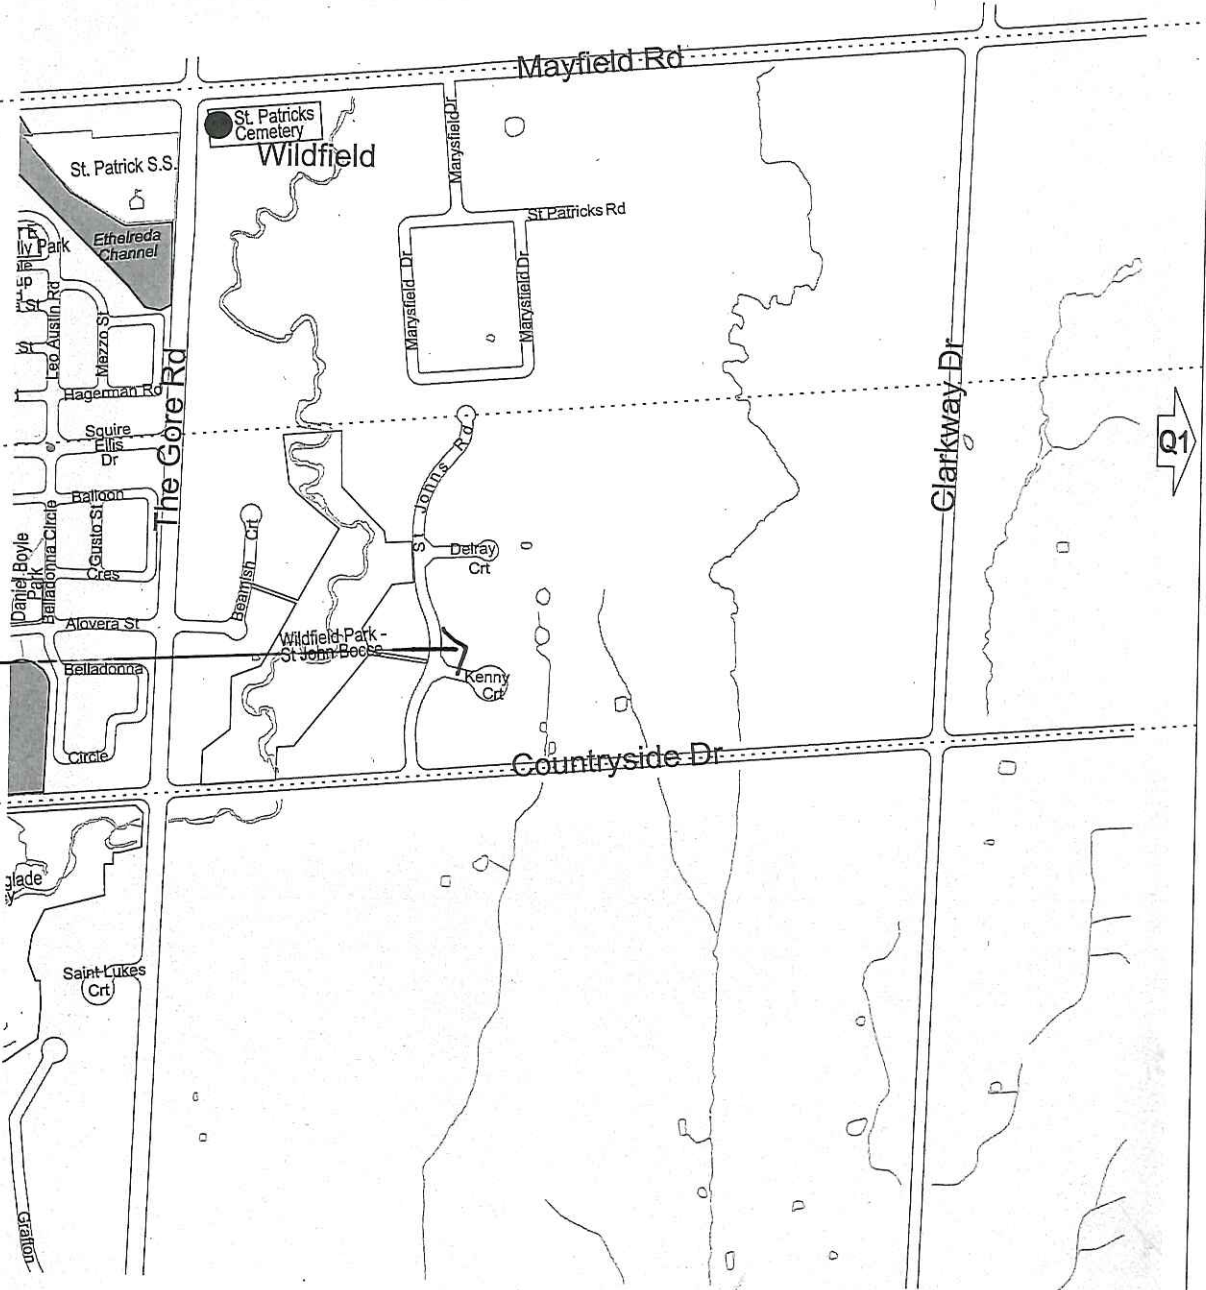 Mayfield Rd
St. Patricks
Cemetery
Wildfield
Marysfield Dr
St. Patrick S.S.
St Patricks Rd
Ethelreda
Channel
Park
Marysfield Dr
Marysfield Dr
St
Leo Austin Rd
Mezzo St
St
The Gore Rd
Hagerman Rd
Clarkway Dr
Squire
Ellis
Dr
St Johns Rd
Q1
Balloon
Gusto St
Cres
Belladonna Circle
Daniel Boyle
Park
Beamish Crt
Delray
Crt
Alovera St
Wildfield Park -
St John Bosco
Belladonna
Circle
Kenny
Crt
Countryside Dr
glade
Saint Lukes
Crt
Grafton